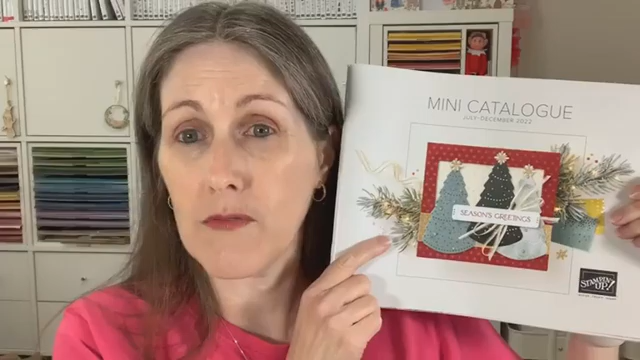 MINI CATALOGUE
JULY–DECEMBER 2022
SEASON'S GREETINGS
STAMPIN' UP!